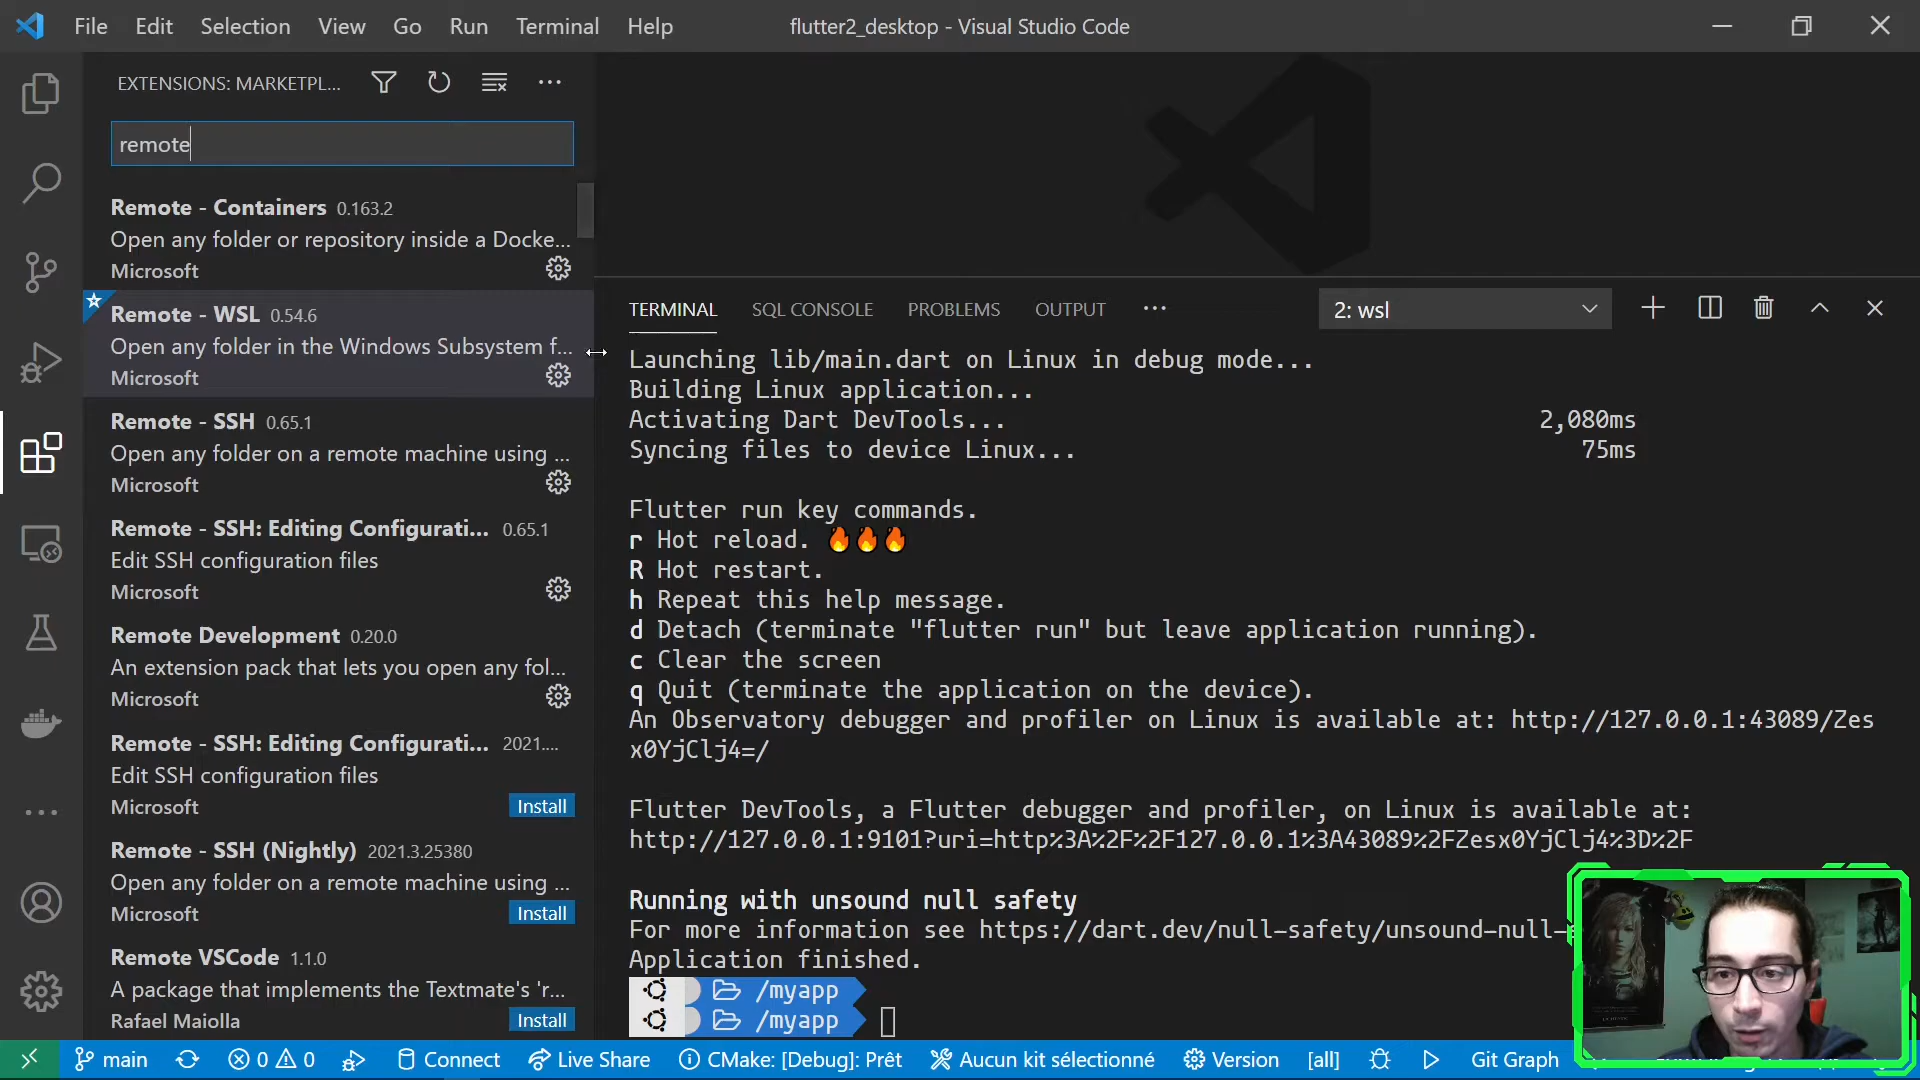 File Edit Selection View Go Run Terminal Help flutter2_desktop - Visual Studio Code
EXTENSIONS: MARKETPL...
remote
Remote - Containers 0.163.2
Open any folder or repository inside a Docke...
Microsoft
Remote - WSL 0.54.6
Open any folder in the Windows Subsystem f...
Microsoft
Remote - SSH 0.65.1
Open any folder on a remote machine using ...
Microsoft
Remote - SSH: Editing Configurati... 0.65.1
Edit SSH configuration files
Microsoft
Remote Development 0.20.0
An extension pack that lets you open any fol...
Microsoft
Remote - SSH: Editing Configurati... 2021....
Edit SSH configuration files
Microsoft Install
Remote - SSH (Nightly) 2021.3.25380
Open any folder on a remote machine using ...
Microsoft Install
Remote VSCode 1.1.0
A package that implements the Textmate's 'r...
Rafael Maiolla Install
TERMINAL SQL CONSOLE PROBLEMS OUTPUT ... 2: wsl
Launching lib/main.dart on Linux in debug mode...
Building Linux application...
Activating Dart DevTools... 2,080ms
Syncing files to device Linux... 75ms
Flutter run key commands.
r Hot reload. 🔥🔥🔥
R Hot restart.
h Repeat this help message.
d Detach (terminate "flutter run" but leave application running).
c Clear the screen
q Quit (terminate the application on the device).
An Observatory debugger and profiler on Linux is available at: http://127.0.0.1:43089/Zes
x0YjClj4=/
Flutter DevTools, a Flutter debugger and profiler, on Linux is available at:
http://127.0.0.1:9101?uri=http%3A%2F%2F127.0.0.1%3A43089%2FZesx0YjClj4%3D%2F
Running with unsound null safety
For more information see https://dart.dev/null-safety/unsound-null-
Application finished.
/myapp
/myapp
main 0 0 Connect Live Share CMake: [Debug]: Prêt Aucun kit sélectionné Version [all] Git Graph